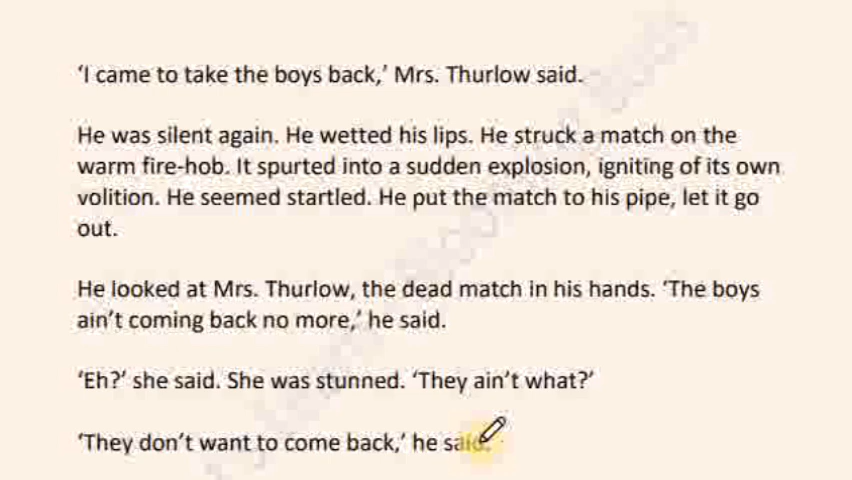 ‘I came to take the boys back,’ Mrs. Thurlow said.
He was silent again. He wetted his lips. He struck a match on the
warm fire-hob. It spurted into a sudden explosion, igniting of its own
volition. He seemed startled. He put the match to his pipe, let it go
out.
He looked at Mrs. Thurlow, the dead match in his hands. ‘The boys
ain’t coming back no more,’ he said.
‘Eh?’ she said. She was stunned. ‘They ain’t what?’
‘They don’t want to come back,’ he said.